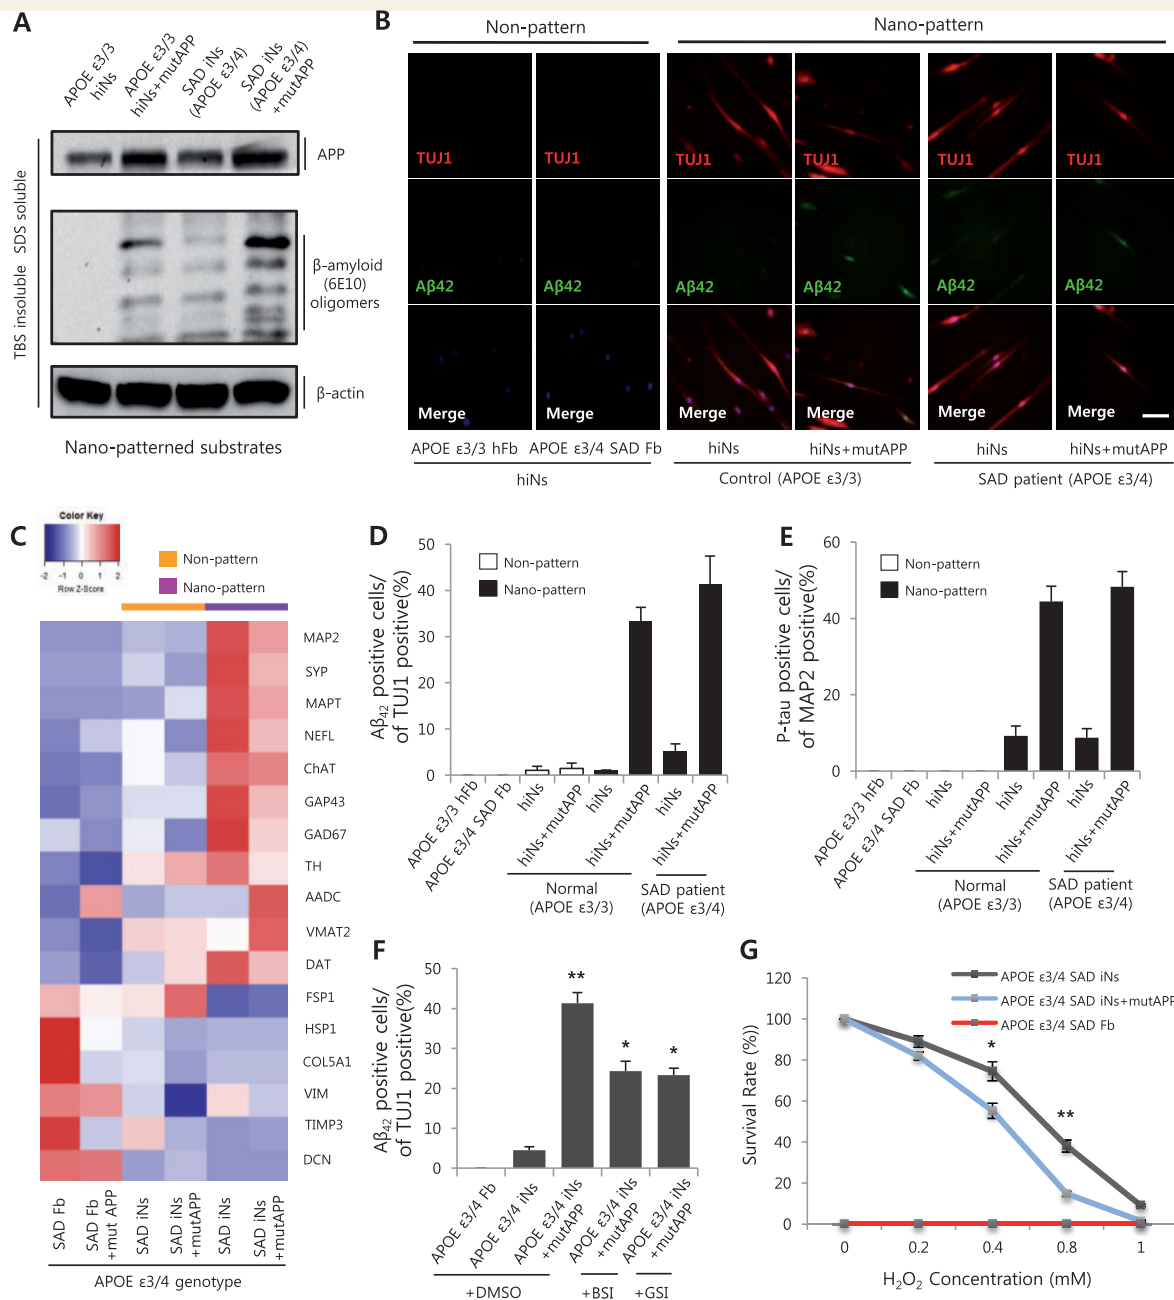 A
APOE ε3/3
hiNs
APOE ε3/3
hiNs+mutAPP
SAD iNs
(APOE ε3/4)
SAD iNs
(APOE ε3/4)
+mutAPP
TBS insoluble SDS soluble
APP
β-amyloid
(6E10)
oligomers
β-actin
Nano-patterned substrates
B
Non-pattern
Nano-pattern
TUJ1
TUJ1
TUJ1
TUJ1
TUJ1
TUJ1
Aβ42
Aβ42
Aβ42
Aβ42
Aβ42
Aβ42
Merge
Merge
Merge
Merge
Merge
Merge
APOE ε3/3 hFb
APOE ε3/4 SAD Fb
hiNs
hiNs+mutAPP
hiNs
hiNs+mutAPP
hiNs
Control (APOE ε3/3)
SAD patient (APOE ε3/4)
C
Color Key
-2 -1 0 1 2
Row Z-Score
Non-pattern
Nano-pattern
MAP2
SYP
MAPT
NEFL
ChAT
GAP43
GAD67
TH
AADC
VMAT2
DAT
FSP1
HSP1
COL5A1
VIM
TIMP3
DCN
SAD Fb
SAD Fb
+mut APP
SAD iNs
SAD iNs
+mutAPP
SAD iNs
SAD iNs
+mutAPP
APOE ε3/4 genotype
D
Aβ42 positive cells/
of TUJ1 positive(%)
50
40
30
20
10
0
Non-pattern
Nano-pattern
APOE ε3/3 hFb
APOE ε3/4 SAD Fb
hiNs
hiNs+mutAPP
hiNs
hiNs+mutAPP
hiNs
hiNs+mutAPP
Normal
(APOE ε3/3)
SAD patient
(APOE ε3/4)
E
P-tau positive cells/
of MAP2 positive(%)
60
40
20
0
Non-pattern
Nano-pattern
APOE ε3/3 hFb
APOE ε3/4 SAD Fb
hiNs
hiNs+mutAPP
hiNs
hiNs+mutAPP
hiNs
hiNs+mutAPP
Normal
(APOE ε3/3)
SAD patient
(APOE ε3/4)
F
Aβ42 positive cells/
of TUJ1 positive(%)
50
40
30
20
10
0
**
*
*
APOE ε3/4 Fb
APOE ε3/4 iNs
APOE ε3/4 iNs
+mutAPP
APOE ε3/4 iNs
+mutAPP
APOE ε3/4 iNs
+mutAPP
+DMSO
+BSI
+GSI
G
APOE ε3/4 SAD iNs
APOE ε3/4 SAD iNs+mutAPP
APOE ε3/4 SAD Fb
Survival Rate (%))
120
100
80
60
40
20
0
*
**
0 0.2 0.4 0.8 1
H2O2 Concentration (mM)